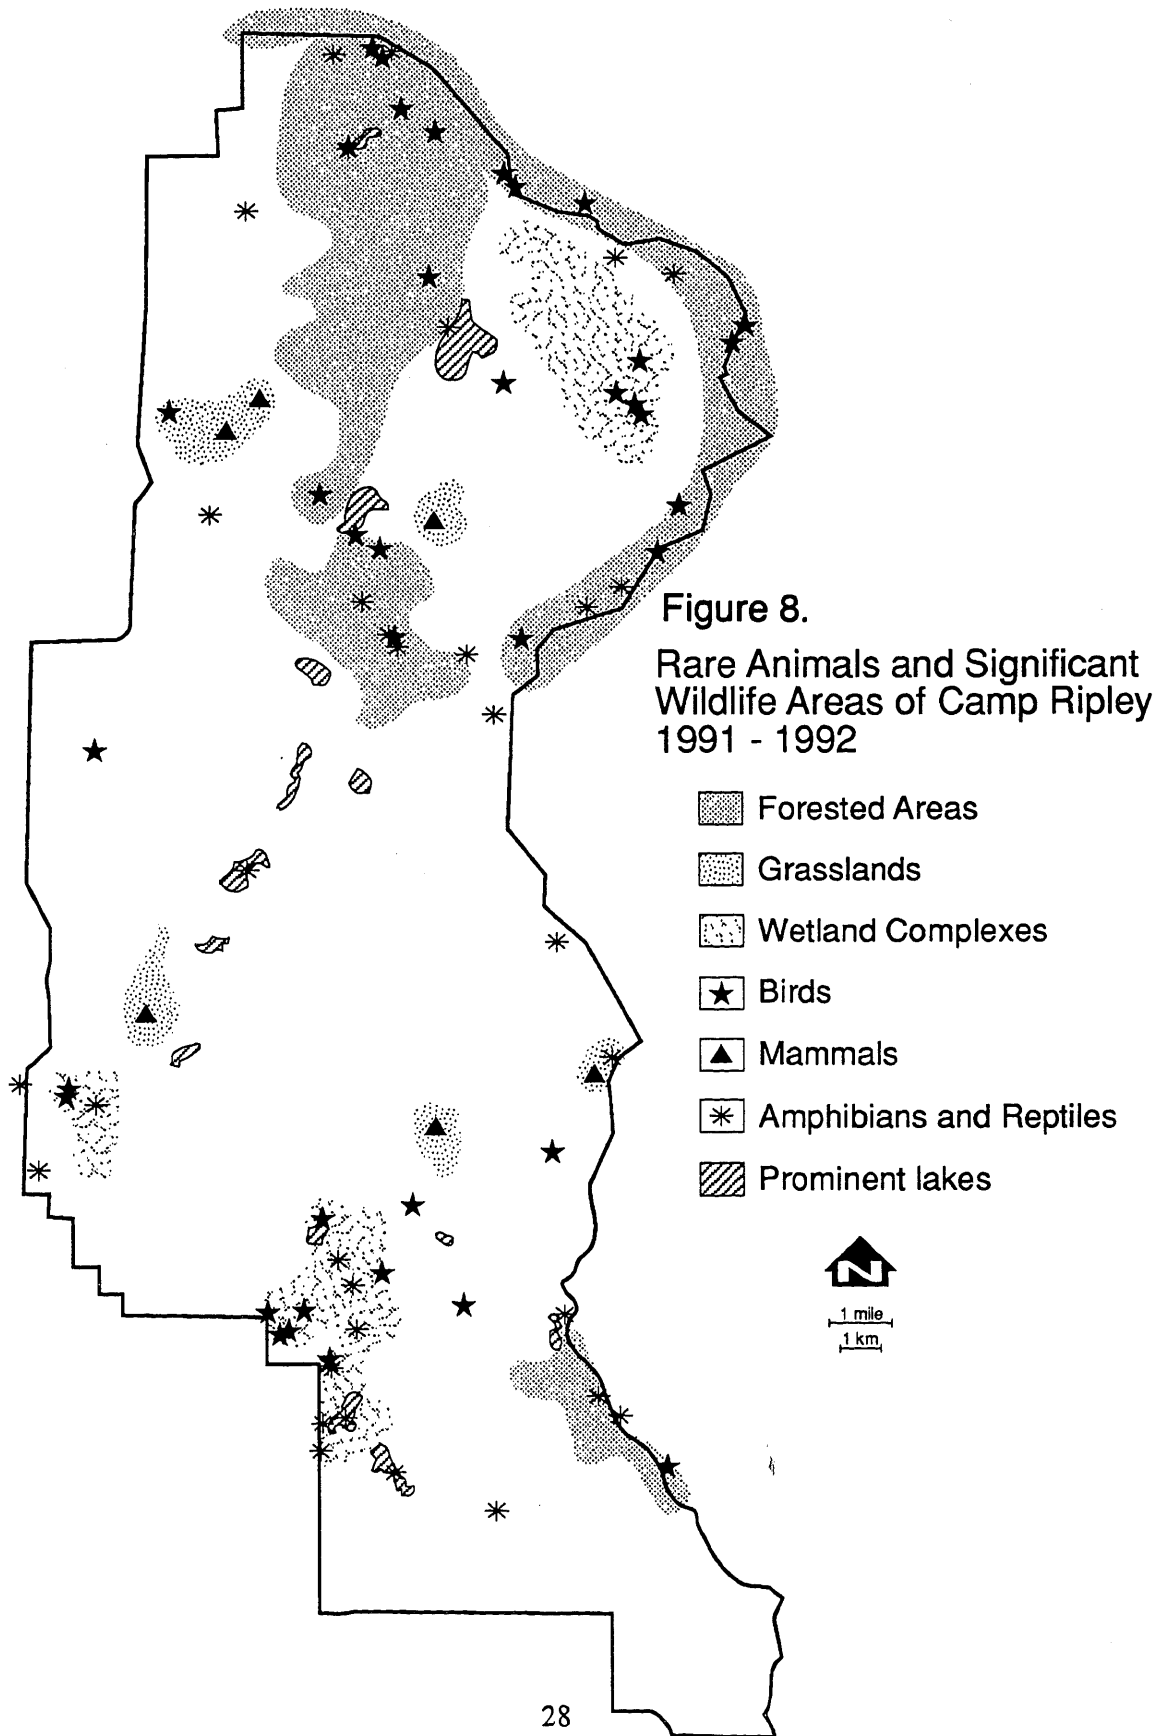 Figure 8.
Rare Animals and Significant
Wildlife Areas of Camp Ripley
1991 - 1992
Forested Areas
Grasslands
Wetland Complexes
Birds
Mammals
Amphibians and Reptiles
Prominent lakes
N
1 mile
1 km
28